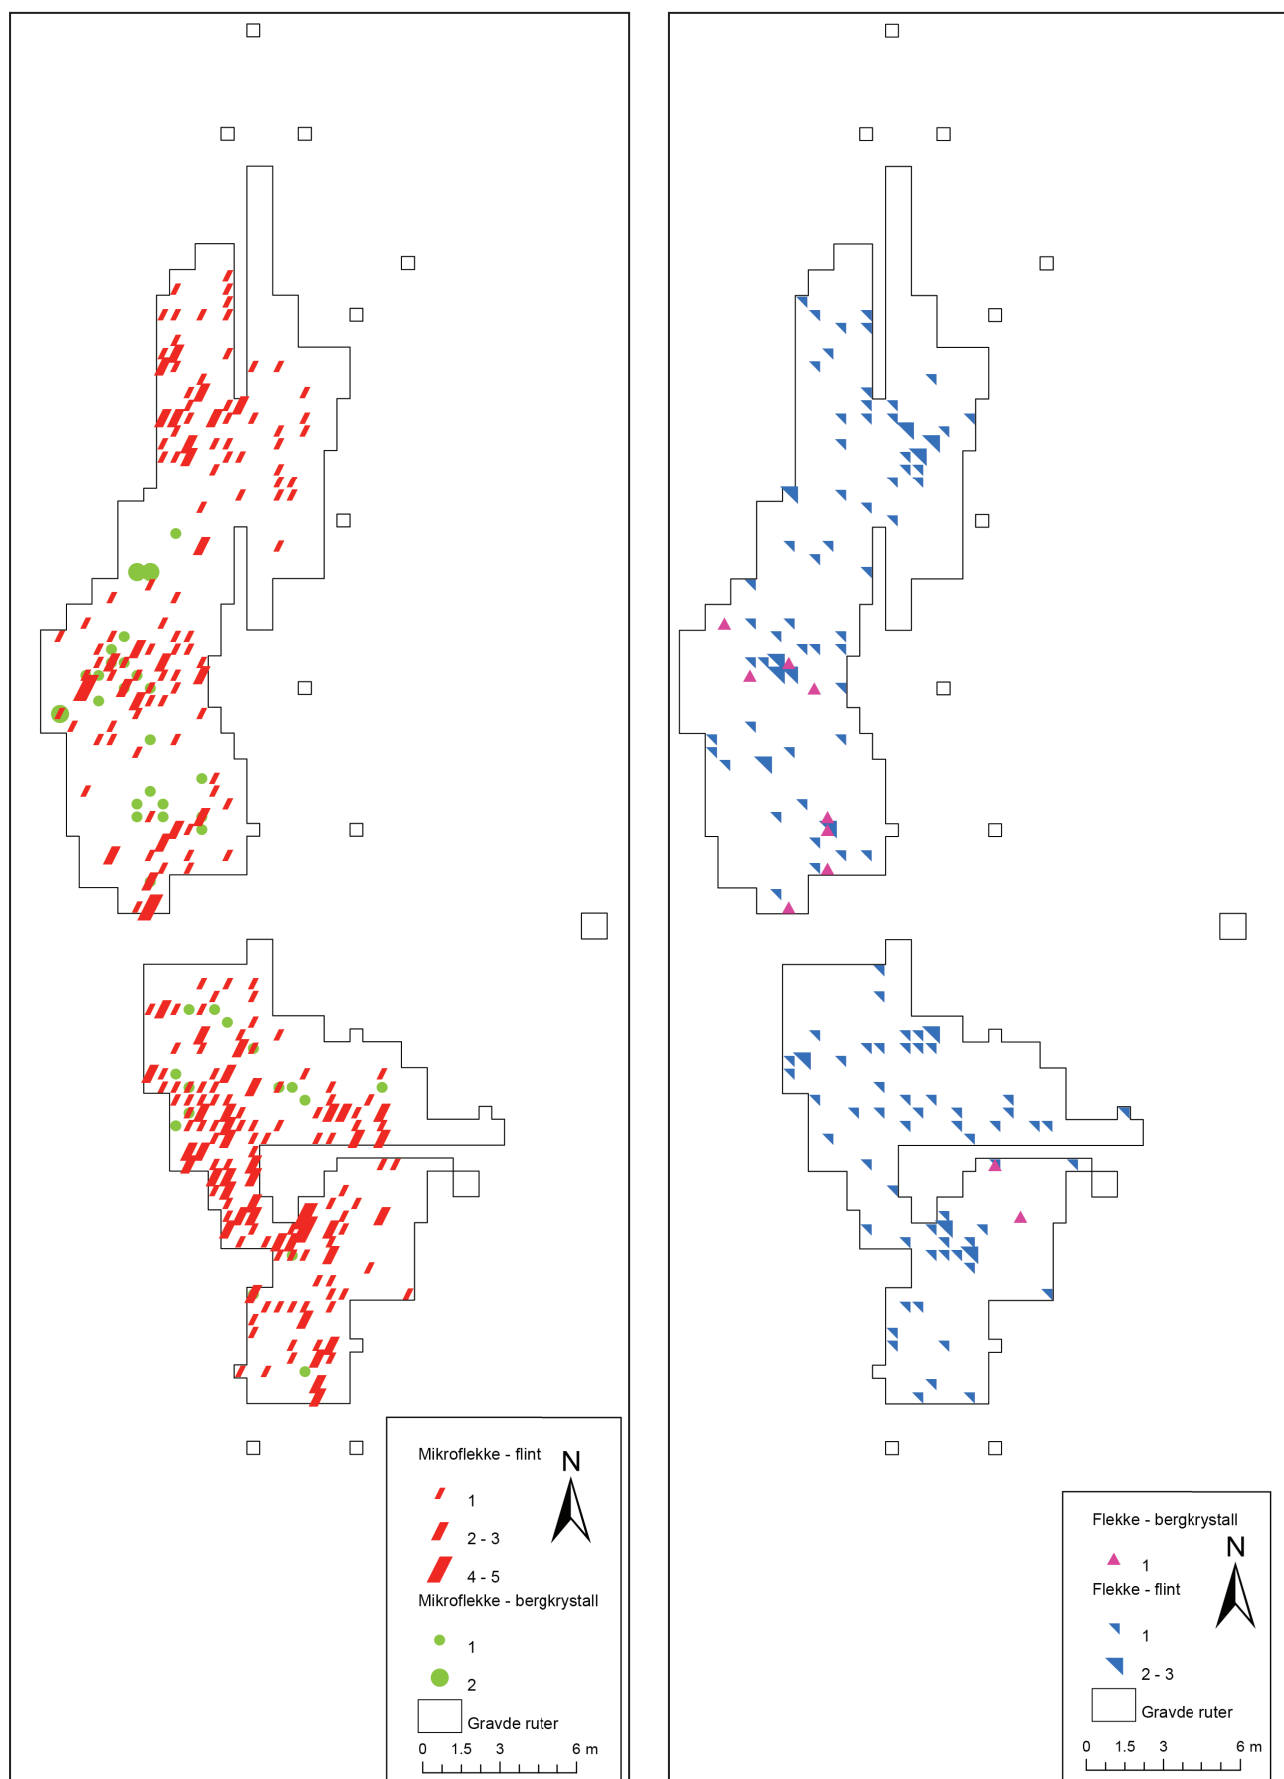 Mikroflekke - flint
N
1
2 - 3
4 - 5
Mikroflekke - bergkrystall
1
2
Gravde ruter
0 1.5 3 6 m
Flekke - bergkrystall
N
1
Flekke - flint
1
2 - 3
Gravde ruter
0 1.5 3 6 m